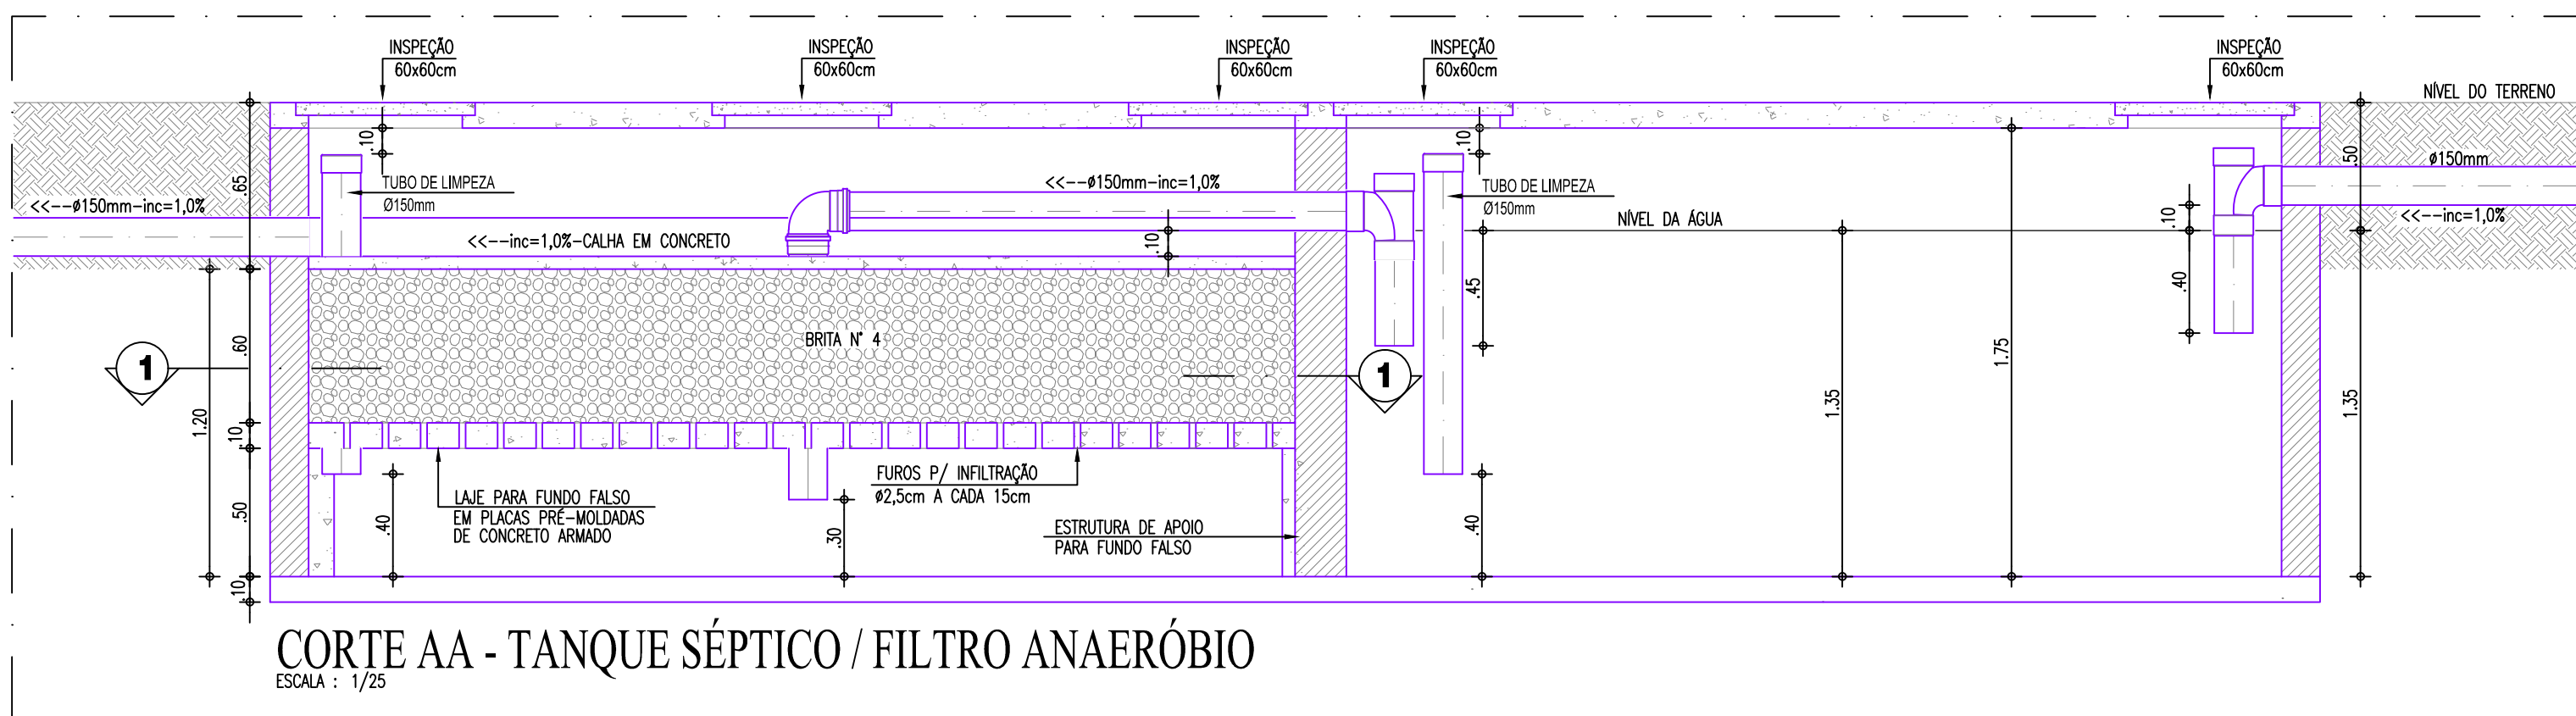 INSPEÇÃO
60x60cm
INSPEÇÃO
60x60cm
INSPEÇÃO
60x60cm
INSPEÇÃO
60x60cm
INSPEÇÃO
60x60cm
NÍVEL DO TERRENO
.10
.10
.50
ø150mm
.65
TUBO DE LIMPEZA
Ø150mm
<<--ø150mm-inc=1,0%
TUBO DE LIMPEZA
Ø150mm
<<--ø150mm-inc=1,0%
NÍVEL DA ÁGUA
.10
<<--inc=1,0%
<<--inc=1,0%-CALHA EM CONCRETO
.10
.45
.40
BRITA N° 4
.60
1
1
1.75
1.35
1.35
1.20
.10
FUROS P/ INFILTRAÇÃO
ø2,5cm A CADA 15cm
LAJE PARA FUNDO FALSO
EM PLACAS PRÉ-MOLDADAS
DE CONCRETO ARMADO
.50
.40
.30
ESTRUTURA DE APOIO
PARA FUNDO FALSO
.40
.10
CORTE AA - TANQUE SÉPTICO / FILTRO ANAERÓBIO
ESCALA : 1/25